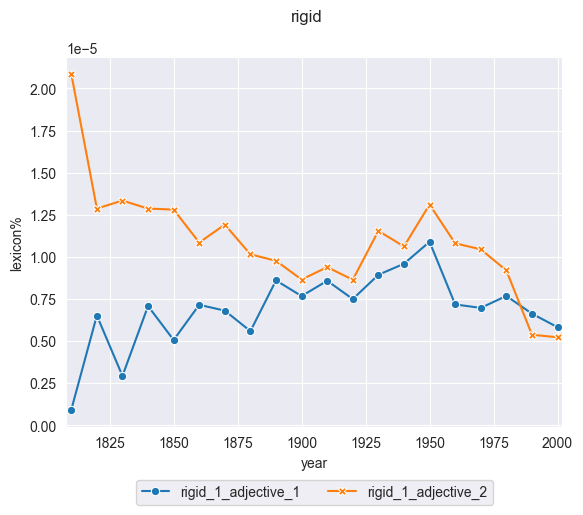 rigid
1e−5
2.00
1.75
1.50
1.25
1.00
0.75
0.50
0.25
0.00
lexicon%
1825 1850 1875 1900 1925 1950 1975 2000
year
rigid_1_adjective_1 rigid_1_adjective_2